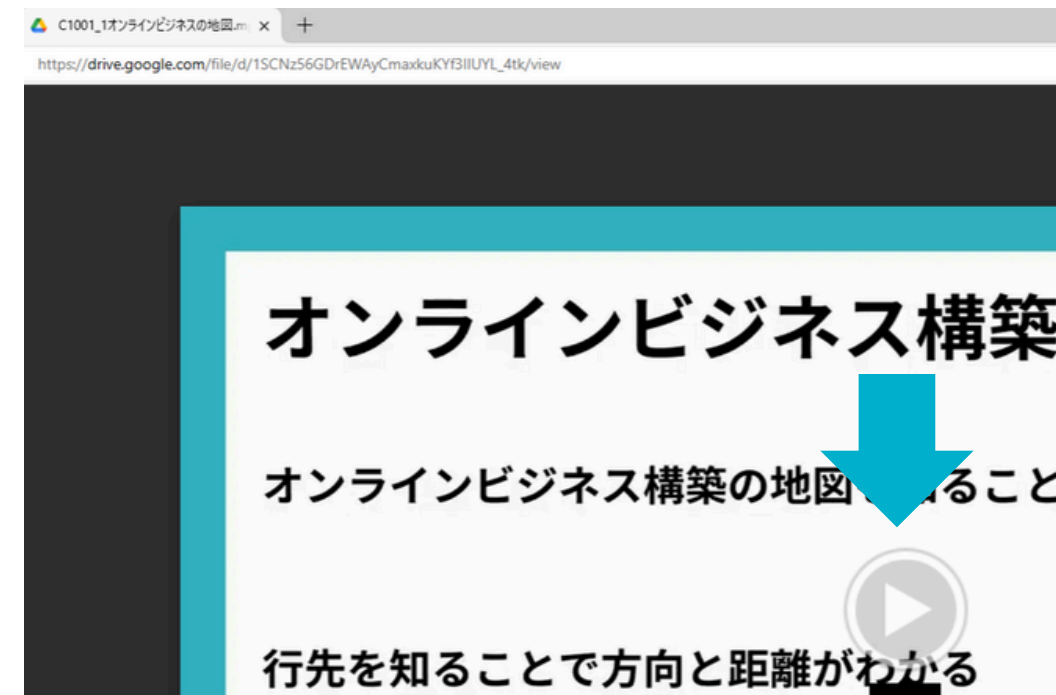 C1001_1オンラインビジネスの地図.m
https://drive.google.com/file/d/1SCNz56GDrEWAyCmaxkuKYf3IIUYL_4tk/view
オンラインビジネス構築
オンラインビジネス構築の地図 ること
行先を知ることで方向と距離がわかる